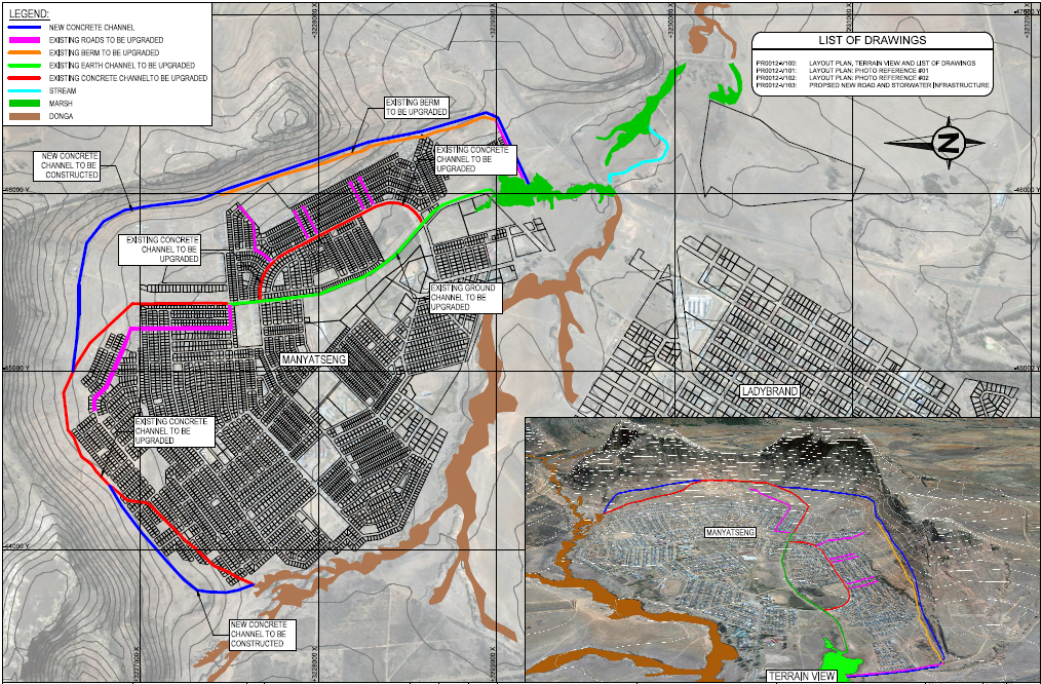 LEGEND:
NEW CONCRETE CHANNEL
EXISTING ROADS TO BE UPGRADED
EXISTING BERM TO BE UPGRADED
EXISTING EARTH CHANNEL TO BE UPGRADED
EXISTING CONCRETE CHANNELTO BE UPGRADED
STREAM
MARSH
DONGA
LIST OF DRAWINGS
LAYOUT PLAN, TERRAIN VIEW AND LIST OF DRAWINGS
LAYOUT PLAN: PHOTO REFERENCE #01
LAYOUT PLAN: PHOTO REFERENCE #02
PROPSED NEW ROAD AND STORWATER INFRASTRUCTURE
N
EXISTING BERM
TO BE UPGRADED
NEW CONCRETE
CHANNEL TO BE
CONSTRUCTED
EXISTING CONCRETE
CHANNEL TO BE
UPGRADED
EXISTING CONCRETE
CHANNEL TO BE
UPGRADED
EXISTING GROUND
CHANNEL TO BE
UPGRADED
MANYATSENG
LADYBRAND
EXISTING CONCRETE
CHANNEL TO BE
UPGRADED
MANYATSENG
NEW CONCRETE
CHANNEL TO BE
CONSTRUCTED
TERRAIN VIEW